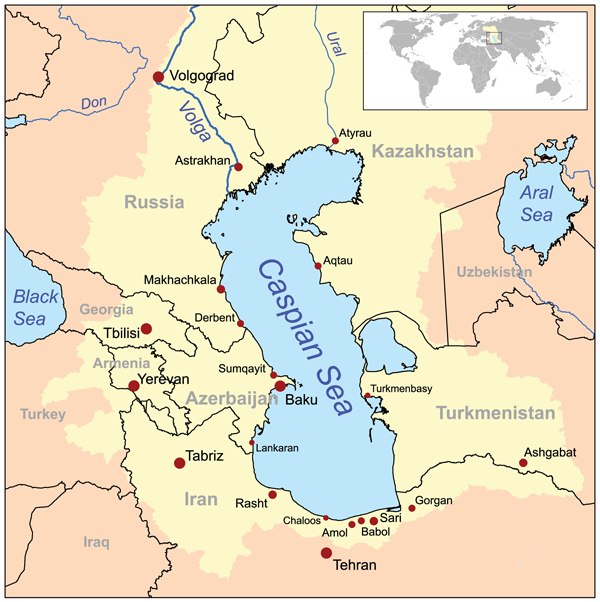 Ural
Volgograd
Don
Volga
Atyrau
Astrakhan
Kazakhstan
Russia
Aral
Sea
Aqtau
Uzbekistan
Caspian Sea
Makhachkala
Black
Sea
Georgia
Derbent
Tbilisi
Armenia
Sumqayit
Yerevan
Azerbaijan
Baku
Turkmenbasy
Turkey
Turkmenistan
Lankaran
Ashgabat
Tabriz
Iran
Rasht
Gorgan
Chaloos
Sari
Amol
Babol
Iraq
Tehran